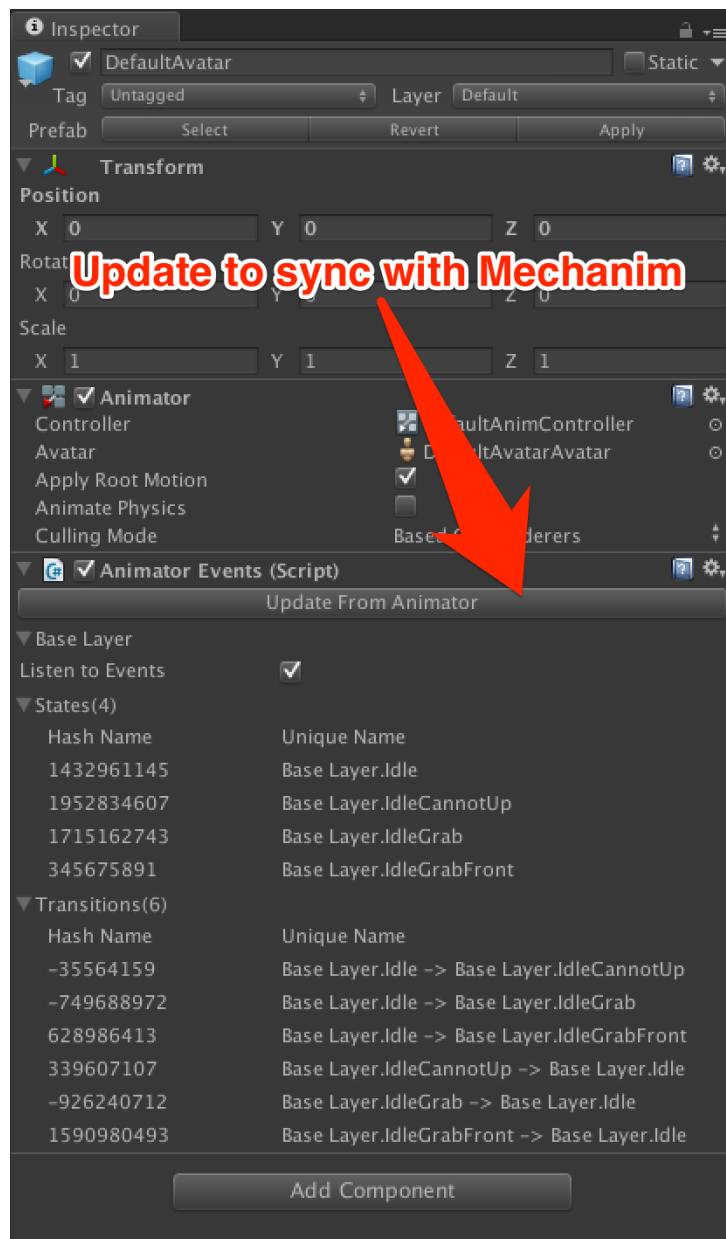 Inspector
DefaultAvatar Static
Tag Untagged Layer Default
Prefab Select Revert Apply
Transform
Position
X 0 Y 0 Z 0
Update to sync with Mechanim
X 0 Y 0 Z 0
Scale
X 1 Y 1 Z 1
Animator
Controller AnimController
Avatar AvatarAvatar
Apply Root Motion
Animate Physics
Culling Mode Based
Animator Events (Script)
Update From Animator
Base Layer
Listen to Events
States(4)
Hash Name Unique Name
1432961145 Base Layer.Idle
1952834607 Base Layer.IdleCannotUp
1715162743 Base Layer.IdleGrab
345675891 Base Layer.IdleGrabFront
Transitions(6)
Hash Name Unique Name
-35564159 Base Layer.Idle -> Base Layer.IdleCannotUp
-749688972 Base Layer.Idle -> Base Layer.IdleGrab
628986413 Base Layer.Idle -> Base Layer.IdleGrabFront
339607107 Base Layer.IdleCannotUp -> Base Layer.Idle
-926240712 Base Layer.IdleGrab -> Base Layer.Idle
1590980493 Base Layer.IdleGrabFront -> Base Layer.Idle
Add Component